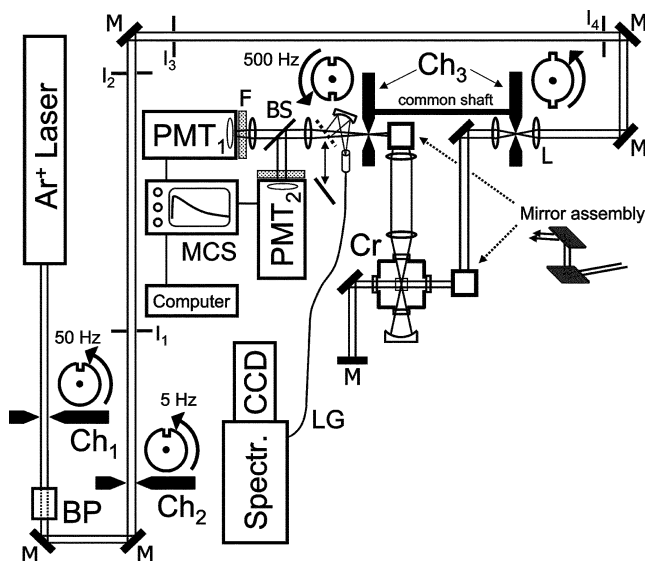 M
I₄
M
I₃
I₂
500 Hz
Ch₃
F
BS
common shaft
PMT₁
L
M
Ar⁺ Laser
PMT₂
Mirror assembly
MCS
Cr
Computer
I₁
50 Hz
M
CCD
5 Hz
Ch₁
LG
Spectr.
Ch₂
BP
M
M